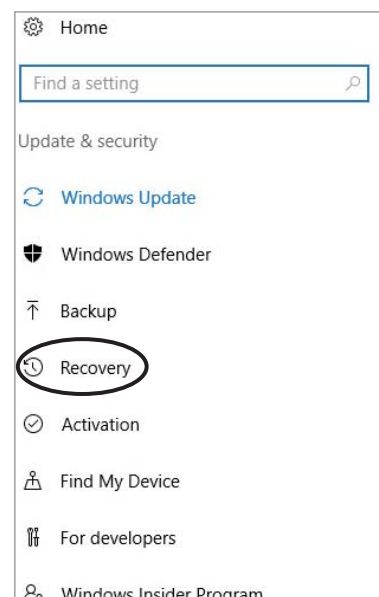 Home
Find a setting
Update & security
Windows Update
Windows Defender
Backup
Recovery
Activation
Find My Device
For developers
Windows Insider Program